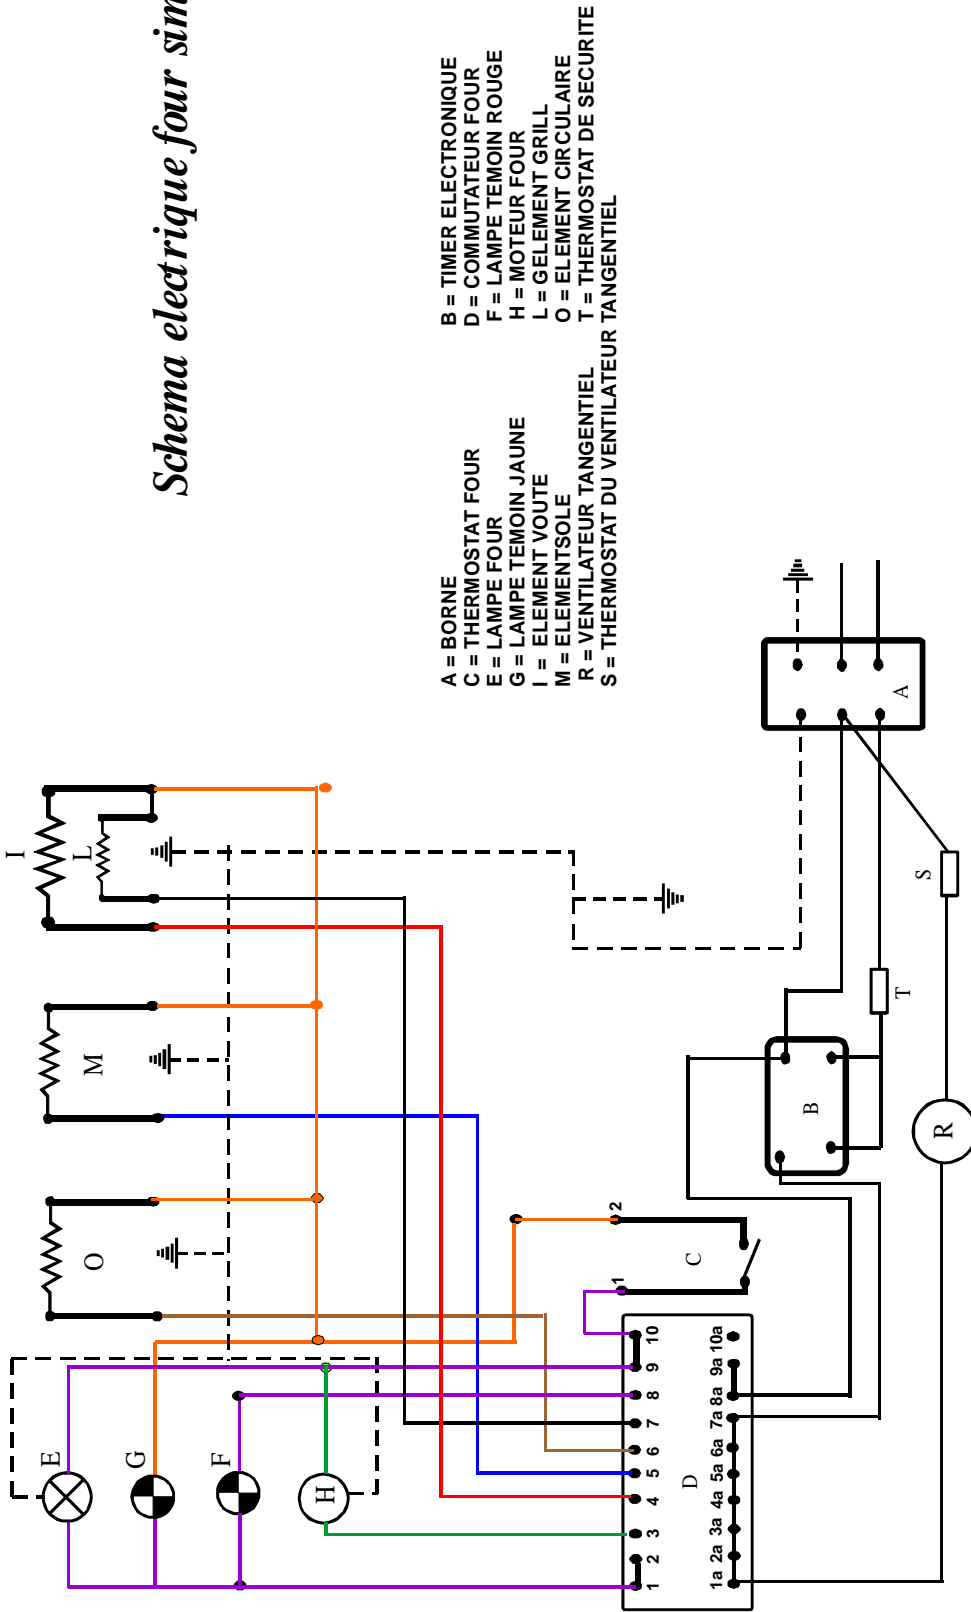 Schema electrique four sim
A = BORNE
C = THERMOSTAT FOUR
E = LAMPE FOUR
G = LAMPE TEMOIN JAUNE
I = ELEMENT VOUTE
M = ELEMENTSOLE
R = VENTILATEUR TANGENTIEL
S = THERMOSTAT DU VENTILATEUR TANGENTIEL
B = TIMER ELECTRONIQUE
D = COMMUTATEUR FOUR
F = LAMPE TEMOIN ROUGE
H = MOTEUR FOUR
L = GELEMENT GRILL
O = ELEMENT CIRCULAIRE
T = THERMOSTAT DE SECURITE
E
G
F
H
O
M
I
L
1 2 3 4 5 6 7 8 9 10
D
1a 2a 3a 4a 5a 6a 7a 8a 9a 10a
1
2
C
B
T
S
R
A